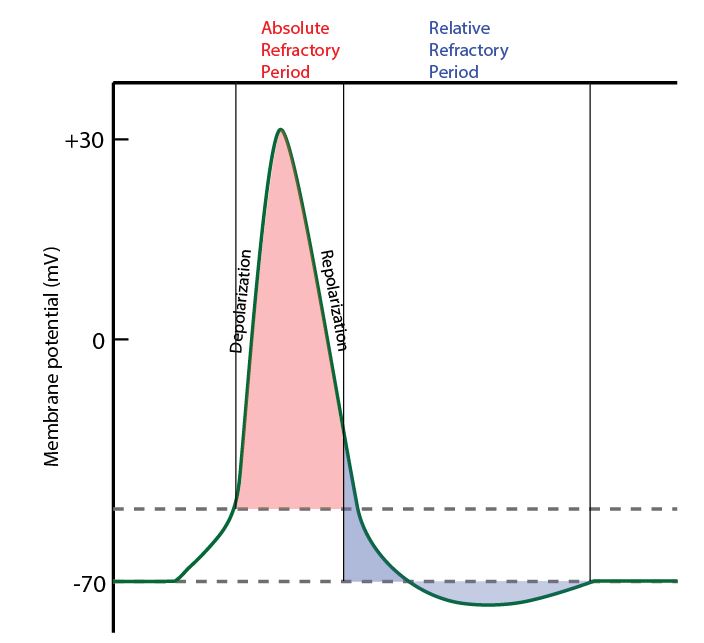 Absolute
Refractory
Period
Relative
Refractory
Period
+30
0
-70
Membrane potential (mV)
Depolarization
Repolarization